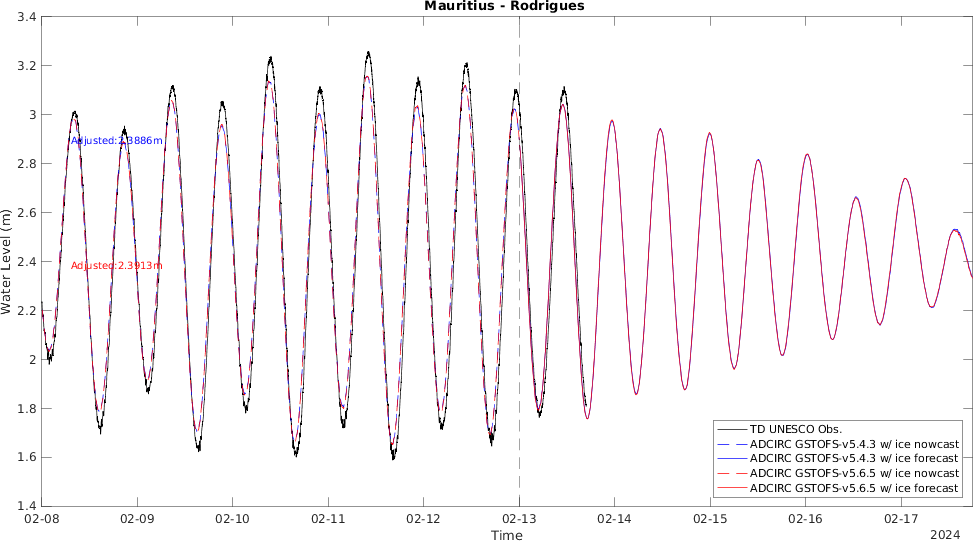 Mauritius - Rodrigues
3.4
3.2
3
2.8
2.6
2.4
2.2
2
1.8
1.6
1.4
Water Level (m)
Adjusted:2.3886m
Adjusted:2.3913m
TD UNESCO Obs.
ADCIRC GSTOFS-v5.4.3 w/ ice nowcast
ADCIRC GSTOFS-v5.4.3 w/ ice forecast
ADCIRC GSTOFS-v5.6.5 w/ ice nowcast
ADCIRC GSTOFS-v5.6.5 w/ ice forecast
02-08 02-09 02-10 02-11 02-12 02-13 02-14 02-15 02-16 02-17
Time
2024